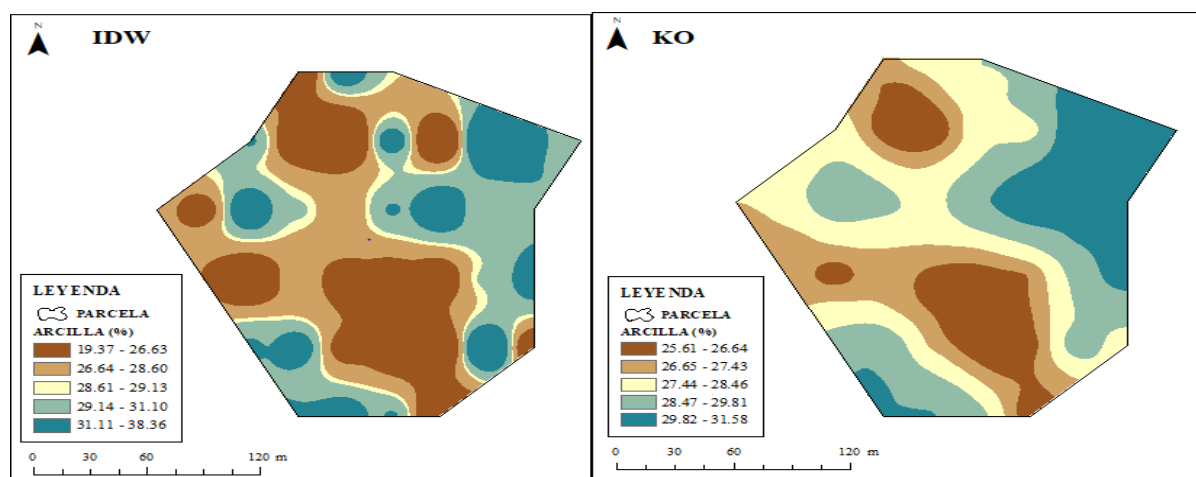 N
IDW
LEYENDA
PARCELA
ARCILLA (%)
19.37 - 26.63
26.64 - 28.60
28.61 - 29.13
29.14 - 31.10
31.11 - 38.36
0 30 60 120 m
N
KO
LEYENDA
PARCELA
ARCILLA (%)
25.61 - 26.64
26.65 - 27.43
27.44 - 28.46
28.47 - 29.81
29.82 - 31.58
0 30 60 120 m